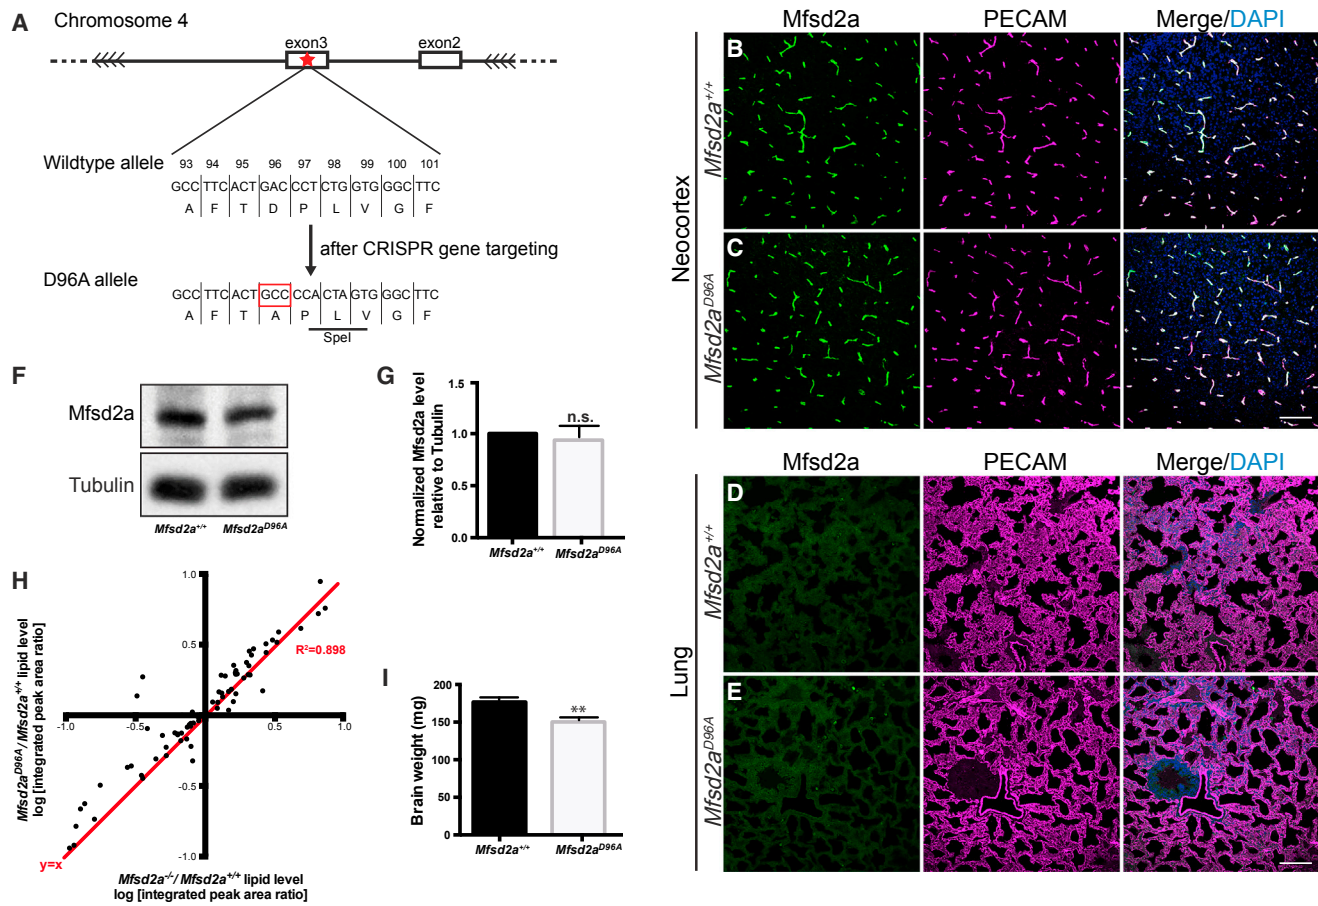 A
Chromosome 4
exon3
exon2
Wildtype allele
93 94 95 96 97 98 99 100 101
GCC TTC ACT GAC CCT CTG GTG GGC TTC
A F T D P L V G F
after CRISPR gene targeting
D96A allele
GCC TTC ACT GCC CCA CTA GTG GGC TTC
A F T A P L V G F
SpeI
Mfsd2a PECAM Merge/DAPI
Neocortex
B
Mfsd2a+/+
C
Mfsd2aD96A
Mfsd2a PECAM Merge/DAPI
Lung
D
Mfsd2a+/+
E
Mfsd2aD96A
F
Mfsd2a
Tubulin
Mfsd2a+/+ Mfsd2aD96A
G
Normalized Mfsd2a level
relative to Tubulin
1.5
1.0
0.5
0.0
n.s.
Mfsd2a+/+ Mfsd2aD96A
H
Mfsd2aD96A/Mfsd2a+/+ lipid level
log [integrated peak area ratio]
1.0
0.5
R2=0.898
-1.0 -0.5 0.5 1.0
-0.5
-1.0
y=x
Mfsd2a-/-/Mfsd2a+/+ lipid level
log [integrated peak area ratio]
I
Brain weight (mg)
200
150
100
50
0
**
Mfsd2a+/+ Mfsd2aD96A